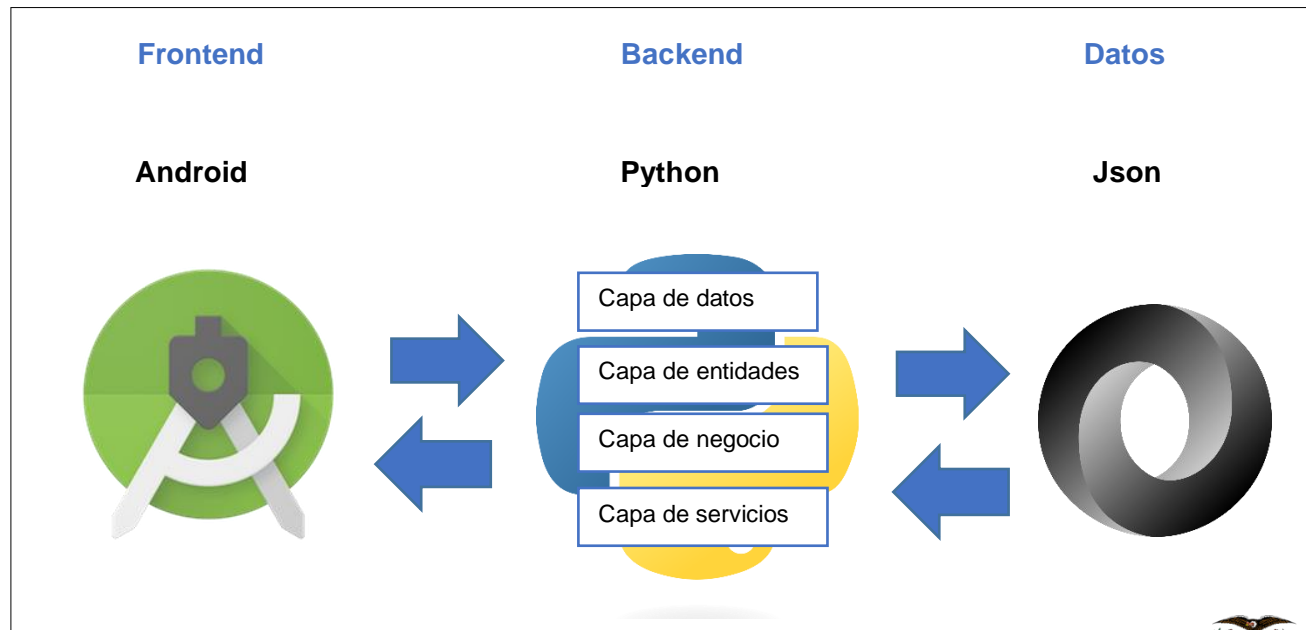 Frontend
Backend
Datos
Android
Python
Json
Capa de datos
Capa de entidades
Capa de negocio
Capa de servicios